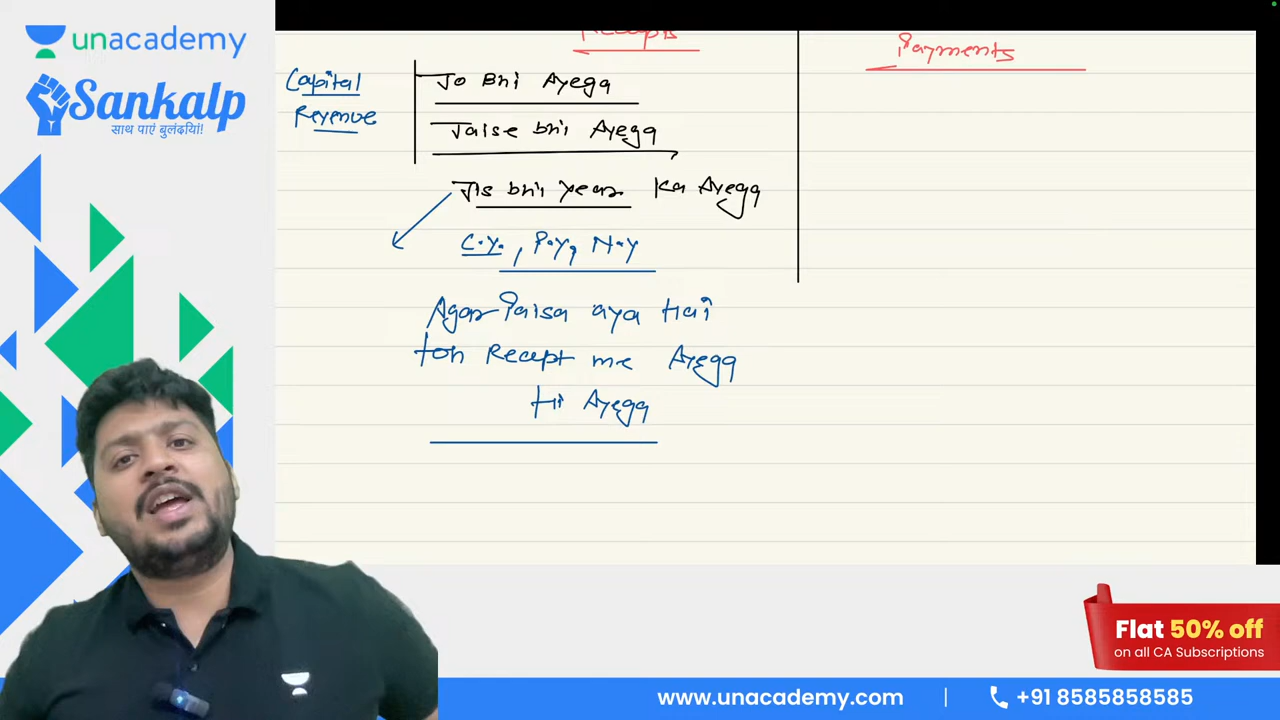 unacademy
Sankalp
साथ पाएं बुलंदियां!
Receipts
Payments
Capital
Revenue
Jo Bhi Ayega
Jaise bhi Ayega
Jis bhi year Ka Ayega
C.Y., P.Y, N.Y
Agar Paisa aya Hai
toh Recept me Ayega
Hi Ayega
Flat 50% off
on all CA Subscriptions
www.unacademy.com | +91 8585858585